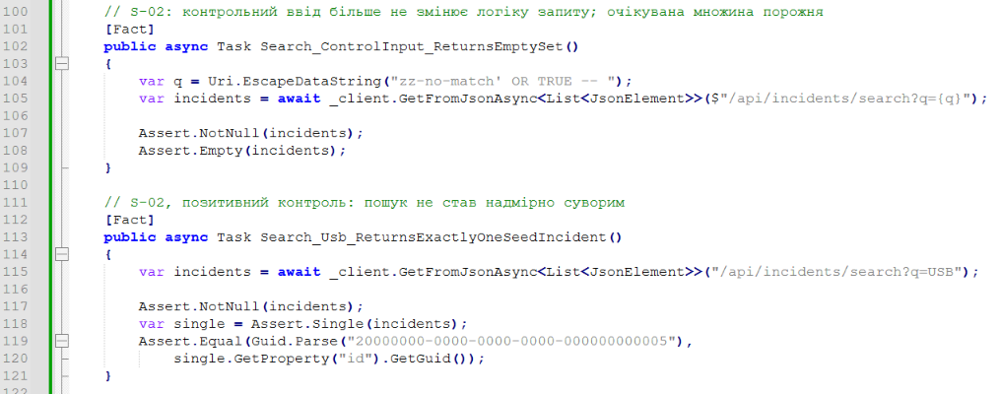 100 // S-02: контрольний ввід більше не змінює логіку запиту; очікувана множина порожня
101 [Fact]
102 public async Task Search_ControlInput_ReturnsEmptySet()
103 {
104 var q = Uri.EscapeDataString("zz-no-match' OR TRUE -- ");
105 var incidents = await _client.GetFromJsonAsync<List<JsonElement>>($"/api/incidents/search?q={q}");
106
107 Assert.NotNull(incidents);
108 Assert.Empty(incidents);
109 }
110
111 // S-02, позитивний контроль: пошук не став надмірно суворим
112 [Fact]
113 public async Task Search_Usb_ReturnsExactlyOneSeedIncident()
114 {
115 var incidents = await _client.GetFromJsonAsync<List<JsonElement>>("/api/incidents/search?q=USB");
116
117 Assert.NotNull(incidents);
118 var single = Assert.Single(incidents);
119 Assert.Equal(Guid.Parse("20000000-0000-0000-0000-000000000005"),
120 single.GetProperty("id").GetGuid());
121 }
122